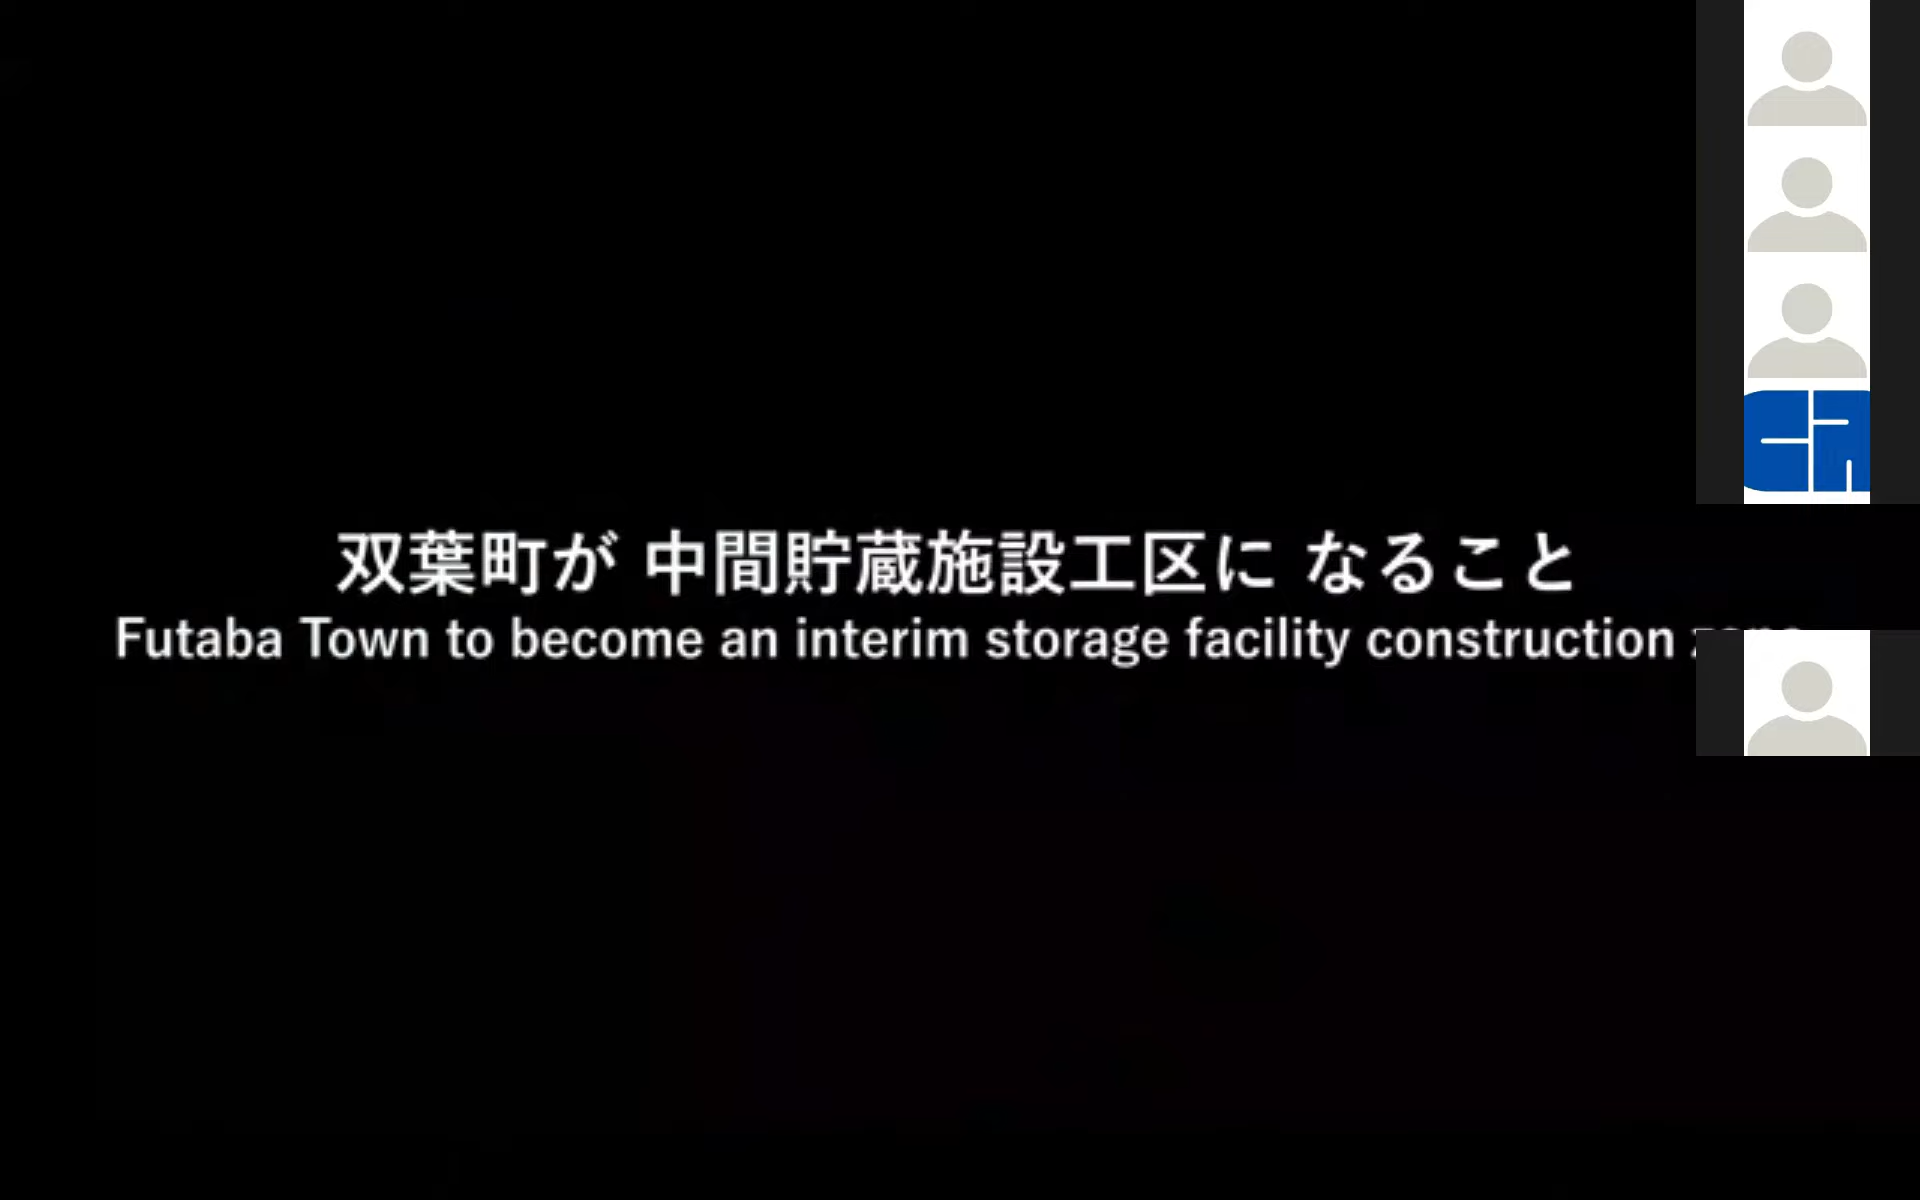 双葉町が 中間貯蔵施設工区に なること
Futaba Town to become an interim storage facility construction